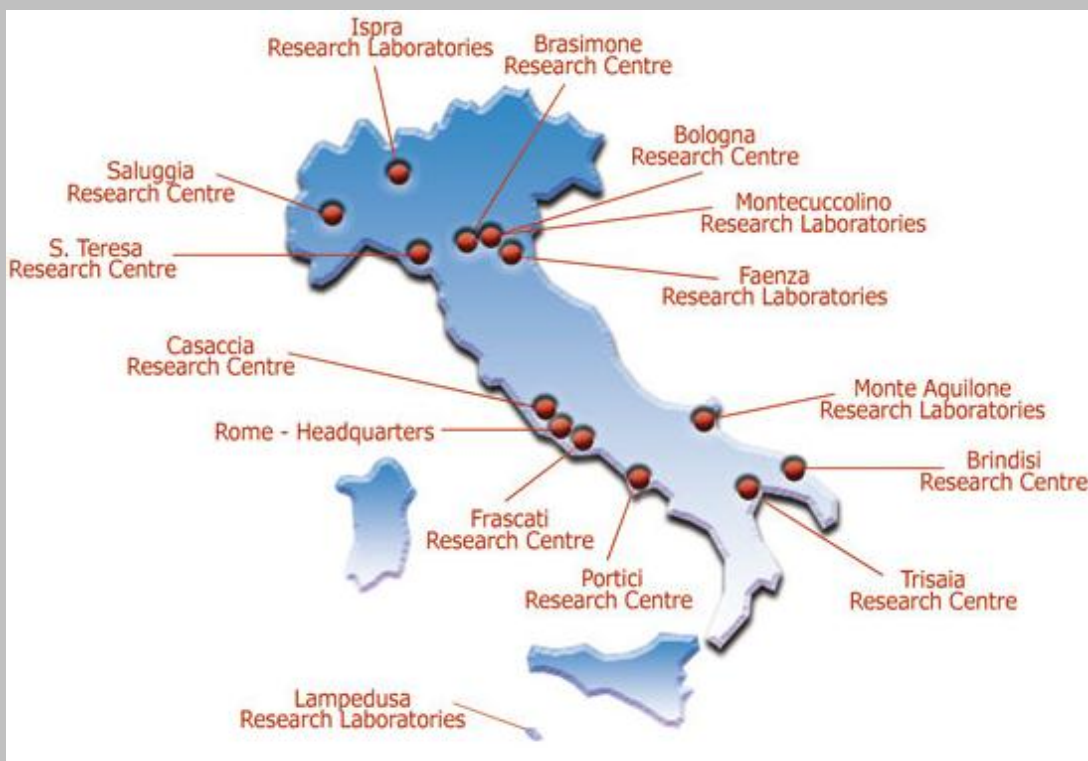 Ispra
Research Laboratories
Brasimone
Research Centre
Bologna
Research Centre
Saluggia
Research Centre
Montecuccolino
Research Laboratories
S. Teresa
Research Centre
Faenza
Research Laboratories
Casaccia
Research Centre
Monte Aquilone
Research Laboratories
Rome - Headquarters
Brindisi
Research Centre
Frascati
Research Centre
Portici
Research Centre
Trisaia
Research Centre
Lampedusa
Research Laboratories